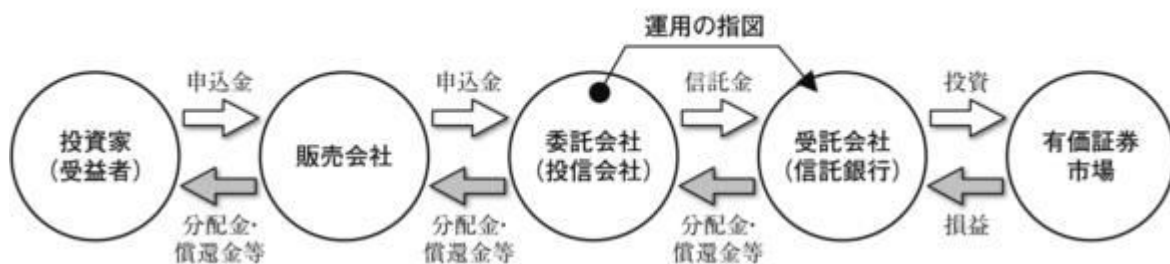 運用の指図
申込金
申込金
信託金
投資
投資家
(受益者)
販売会社
委託会社
(投信会社)
受託会社
(信託銀行)
有価証券
市場
分配金・
償還金等
分配金・
償還金等
分配金・
償還金等
損益